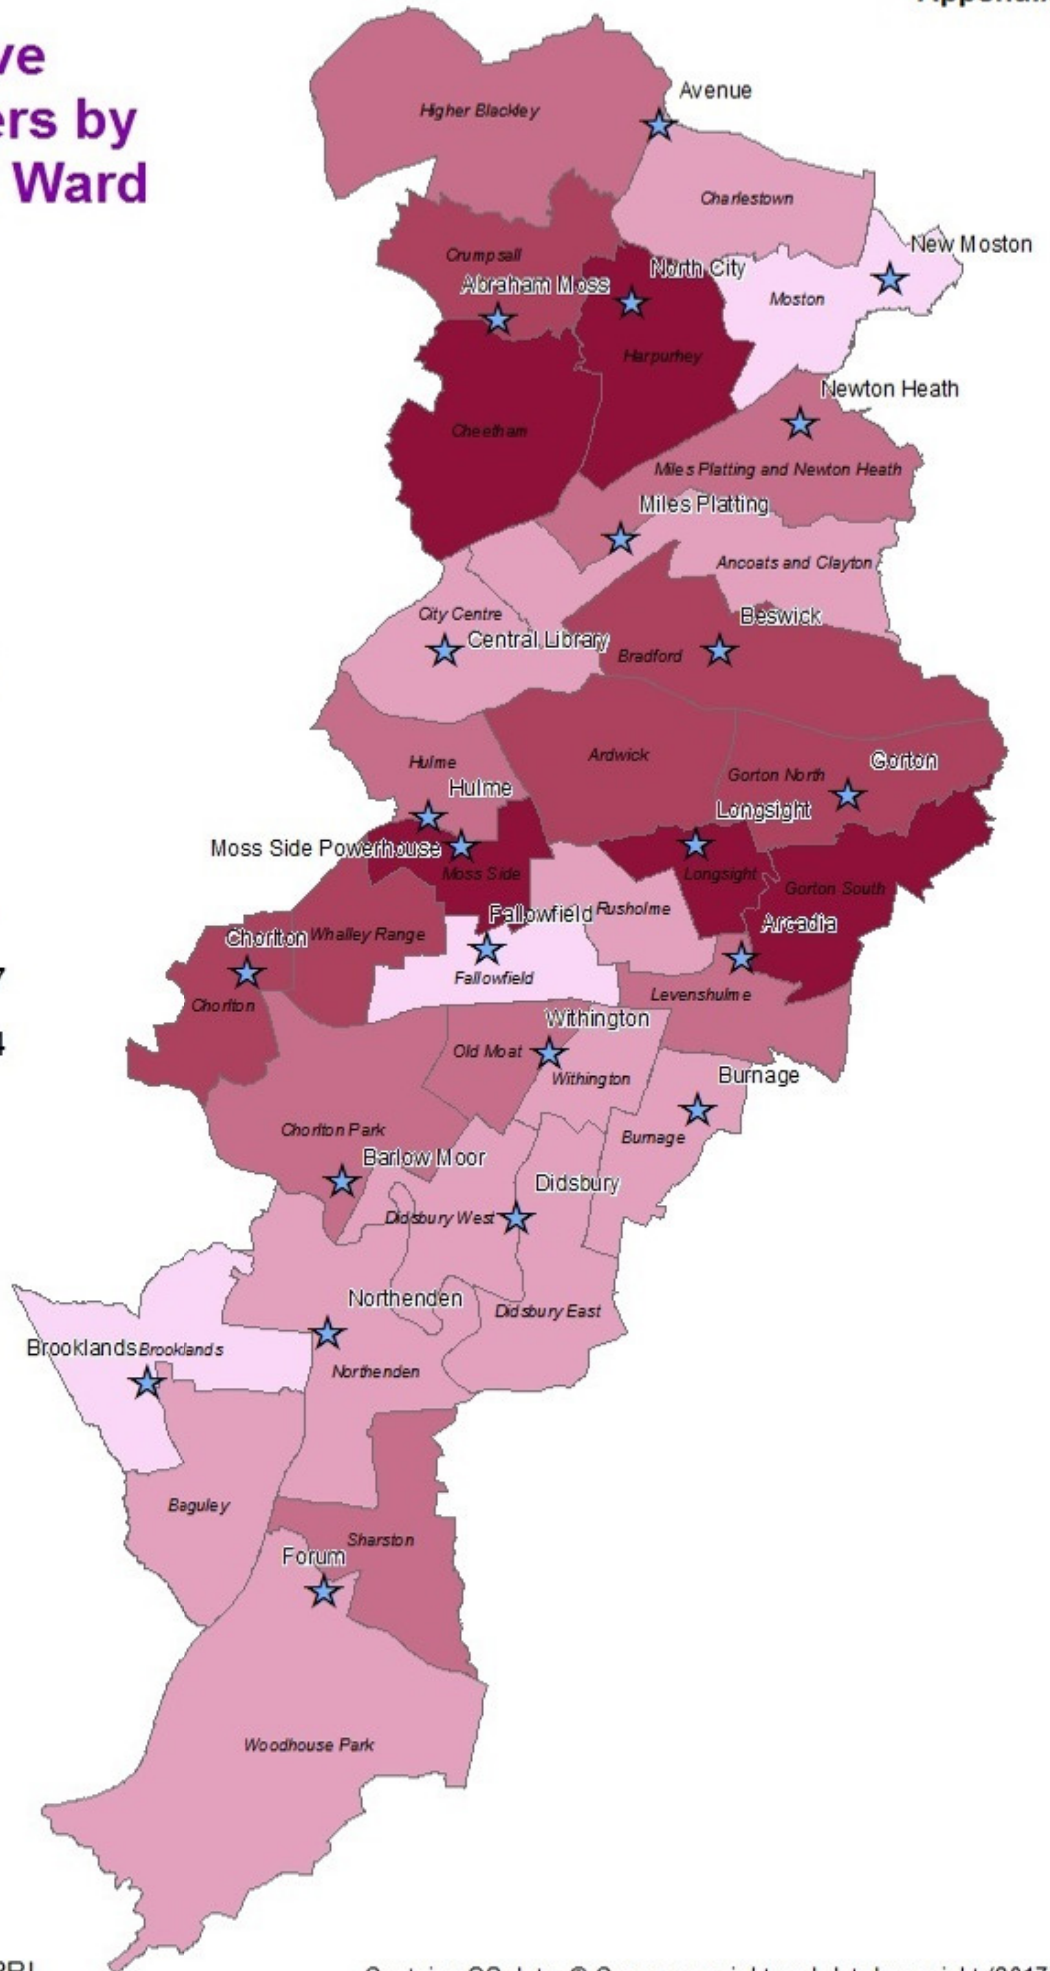 ve
ers by
Ward
Avenue
Higher Blackley
Charlestown
New Moston
Crumpsall
North City
Abraham Moss
Moston
Harpurhey
Newton Heath
Cheetham
Miles Platting and Newton Heath
Miles Platting
Ancoats and Clayton
City Centre
Beswick
Central Library
Bradford
Ardwick
Hulme
Gorton
Gorton North
Hulme
Longsight
Moss Side Powerhouse
Moss Side
Longsight
Gorton South
Fallowfield
Rusholme
Arcadia
Chorlton
Whalley Range
Fallowfield
Levenshulme
Chorlton
Withington
Old Moat
Withington
Burnage
Chorlton Park
Burnage
Barlow Moor
Didsbury
Didsbury West
Northenden
Didsbury East
Brooklands
Brooklands
Northenden
Baguley
Sharston
Forum
Woodhouse Park